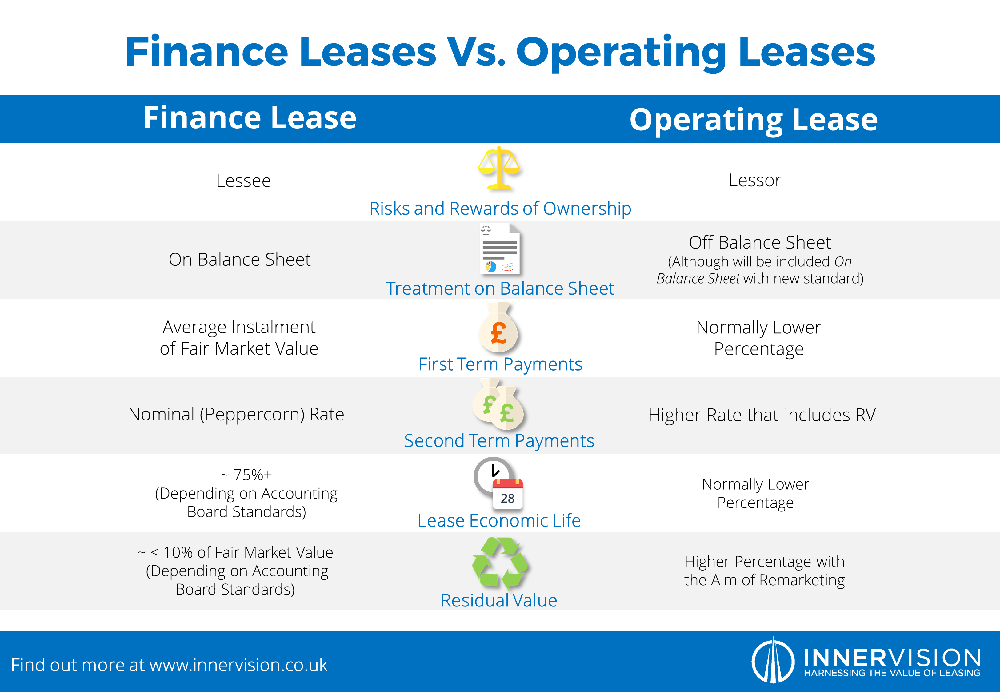 Finance Leases Vs. Operating Leases
Finance Lease
Operating Lease
Lessee
Risks and Rewards of Ownership
Lessor
On Balance Sheet
Treatment on Balance Sheet
Off Balance Sheet
(Although will be included On
Balance Sheet with new standard)
Average Instalment
of Fair Market Value
£
First Term Payments
Normally Lower
Percentage
Nominal (Peppercorn) Rate
£
£
Second Term Payments
Higher Rate that includes RV
~ 75%+
(Depending on Accounting
Board Standards)
28
Lease Economic Life
Normally Lower
Percentage
~ < 10% of Fair Market Value
(Depending on Accounting
Board Standards)
Residual Value
Higher Percentage with
the Aim of Remarketing
Find out more at www.innervision.co.uk
INNERVISION
HARNESSING THE VALUE OF LEASING